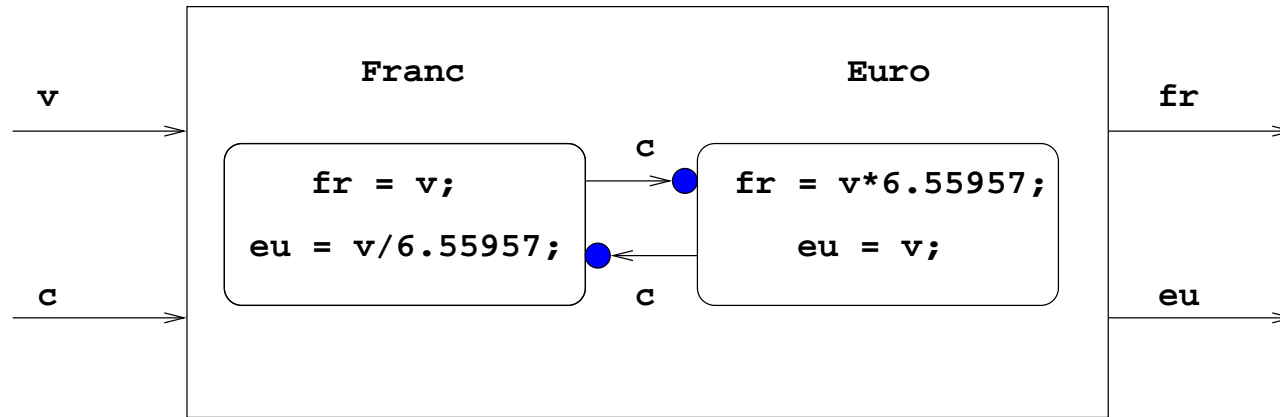 Franc
Euro
v
fr
c
fr = v;
fr = v*6.55957;
eu = v/6.55957;
eu = v;
c
c
eu